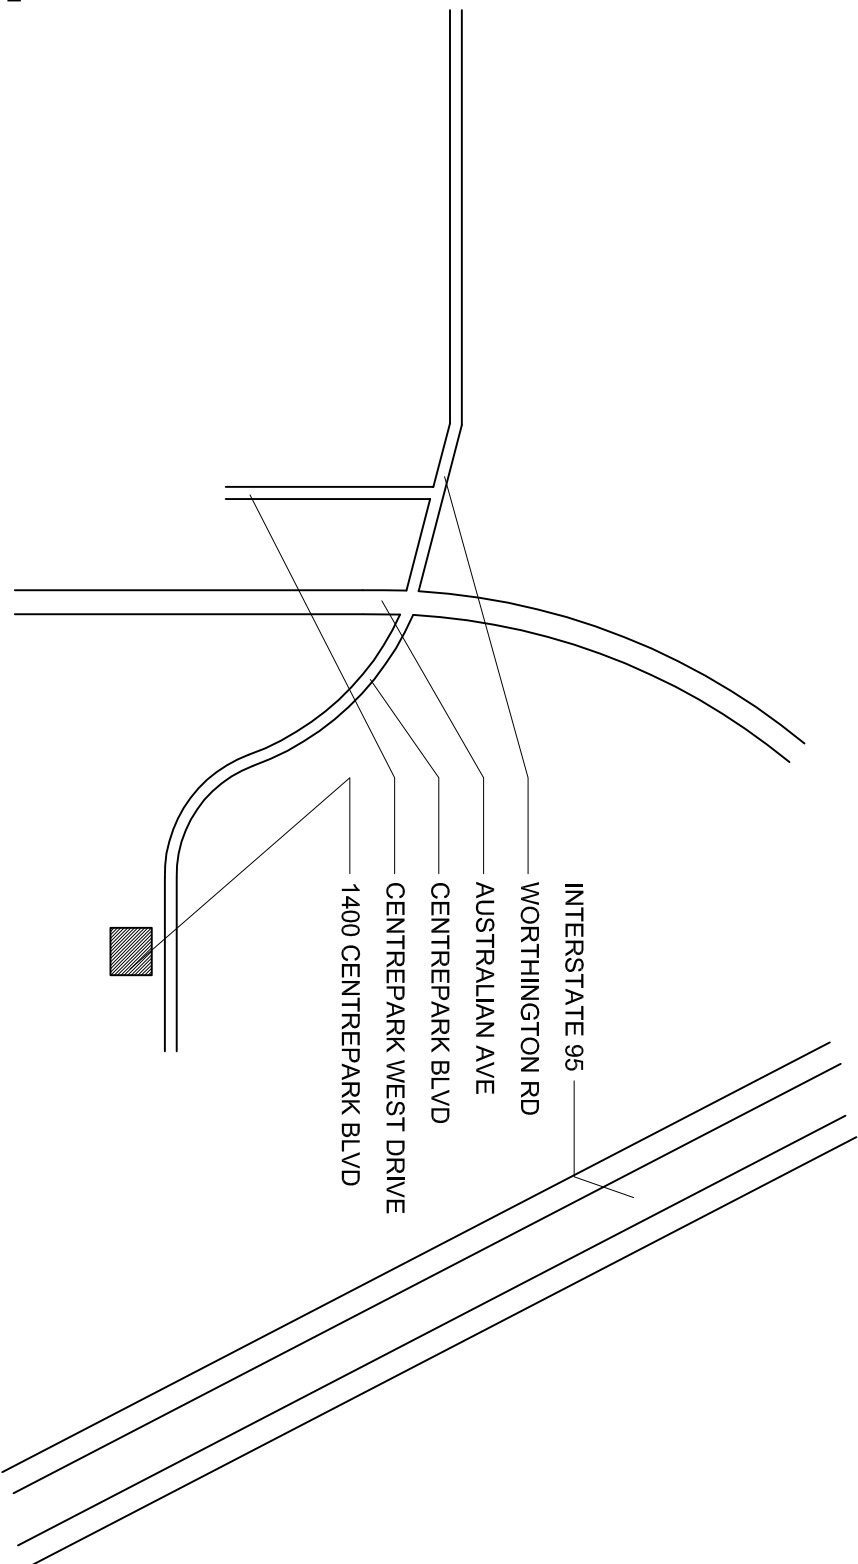 INTERSTATE 95
WORTHINGTON RD
AUSTRALIAN AVE
CENTREPARK BLVD
CENTREPARK WEST DRIVE
1400 CENTREPARK BLVD